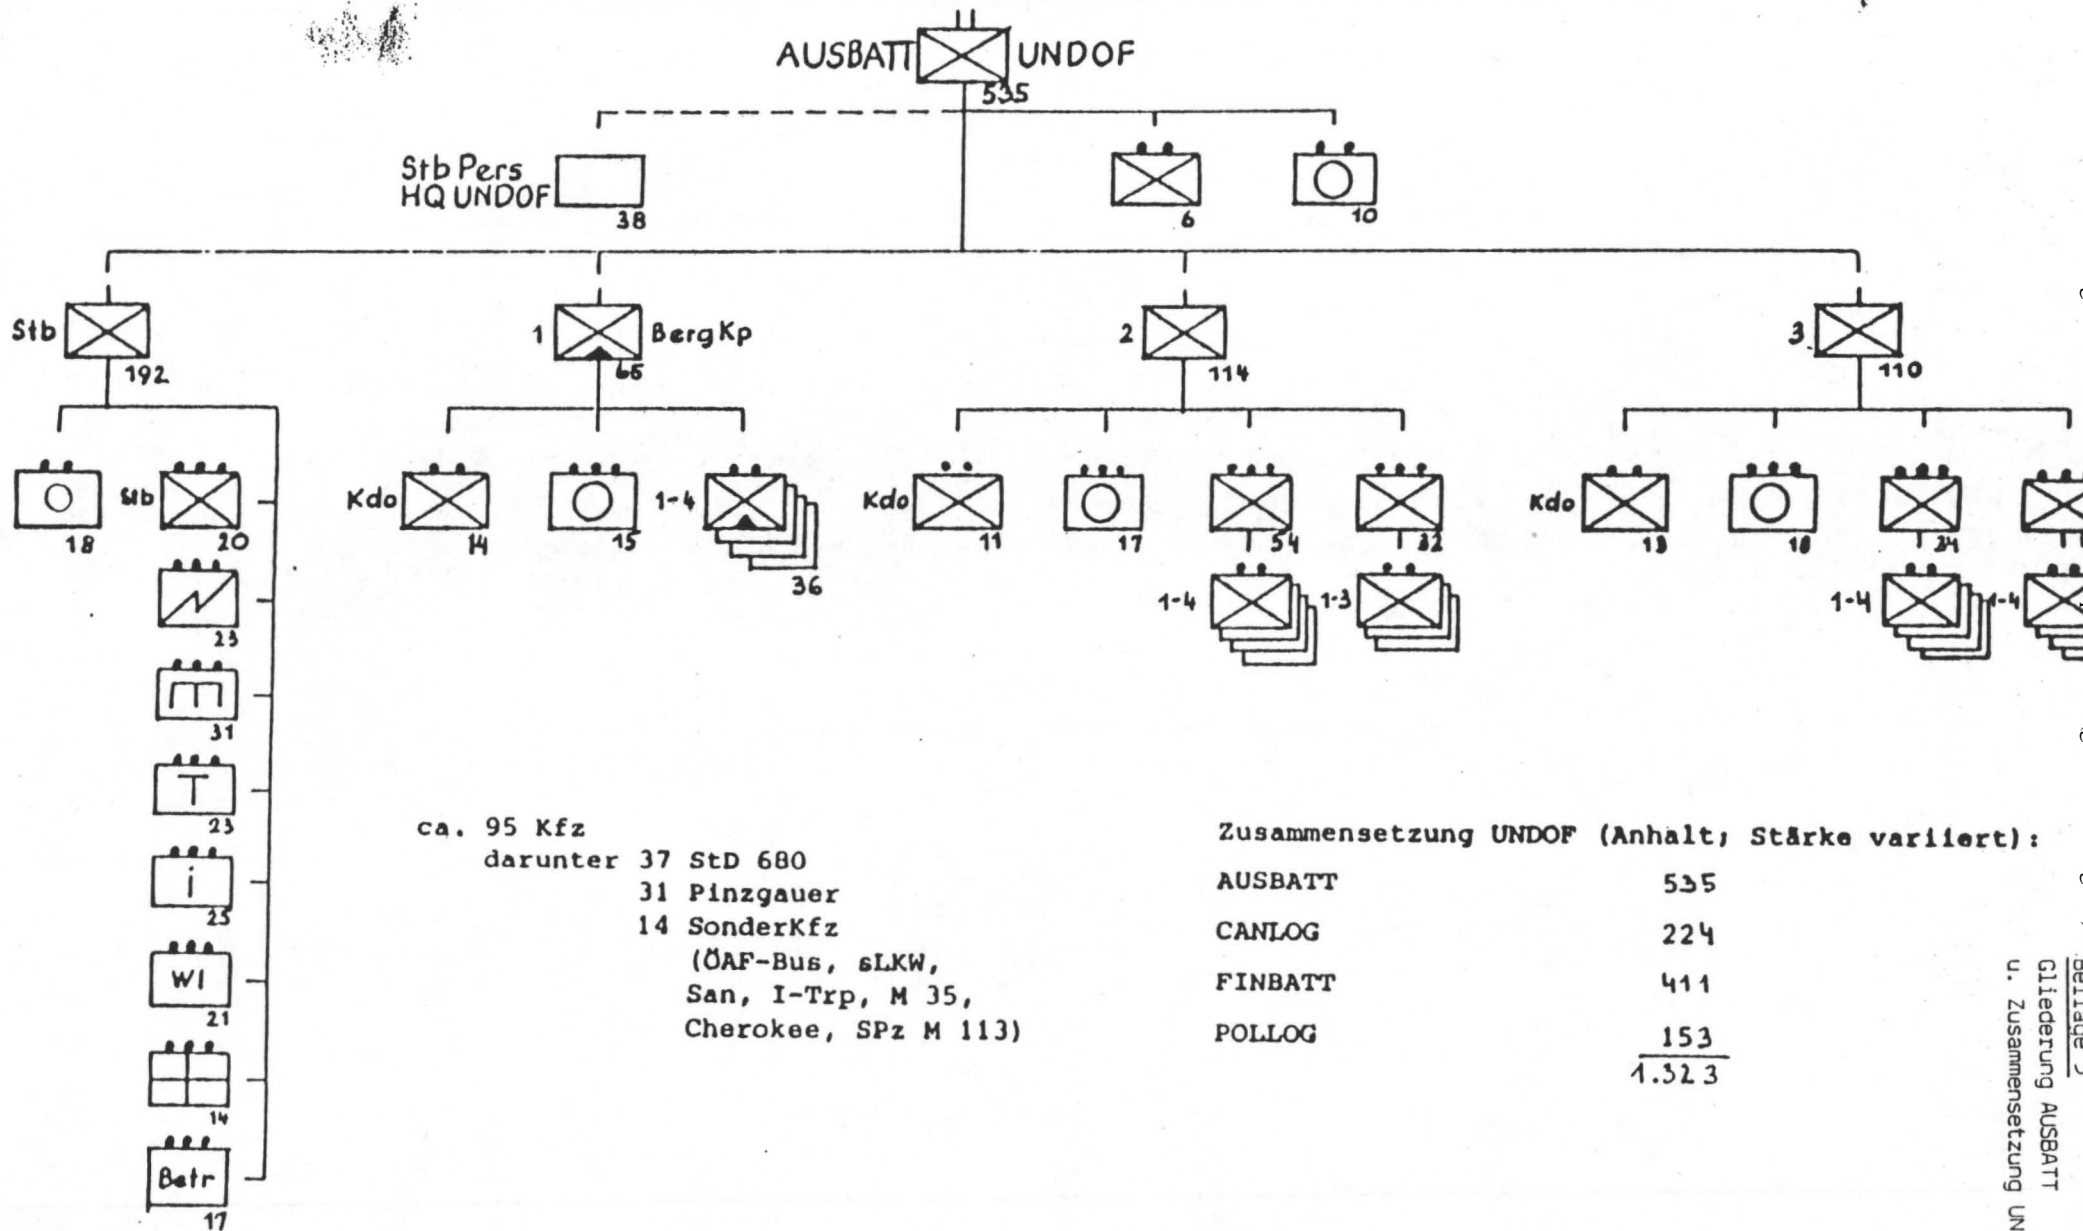 AUSBATT UNDOF
535
Stb Pers
HQ UNDOF
38
6
10
Stb
192
1 BergKp
65
2
114
3
110
18
Stb
20
Kdo
14
15
1-4
36
Kdo
11
17
54
32
1-4
1-3
Kdo
18
34
1-4
1-4
23
31
T
23
i
25
WI
21
14
Betr
17
ca. 95 Kfz
darunter 37 StD 680
31 Pinzgauer
14 SonderKfz
(ÖAF-Bus, sLKW,
San, I-Trp, M 35,
Cherokee, SPz M 113)
Zusammensetzung UNDOF (Anhalt; Stärke variiert):
AUSBATT 535
CANLOG 224
FINBATT 411
POLLOG 153
1.323
Gliederung AUSBATT
u. Zusammensetzung UN